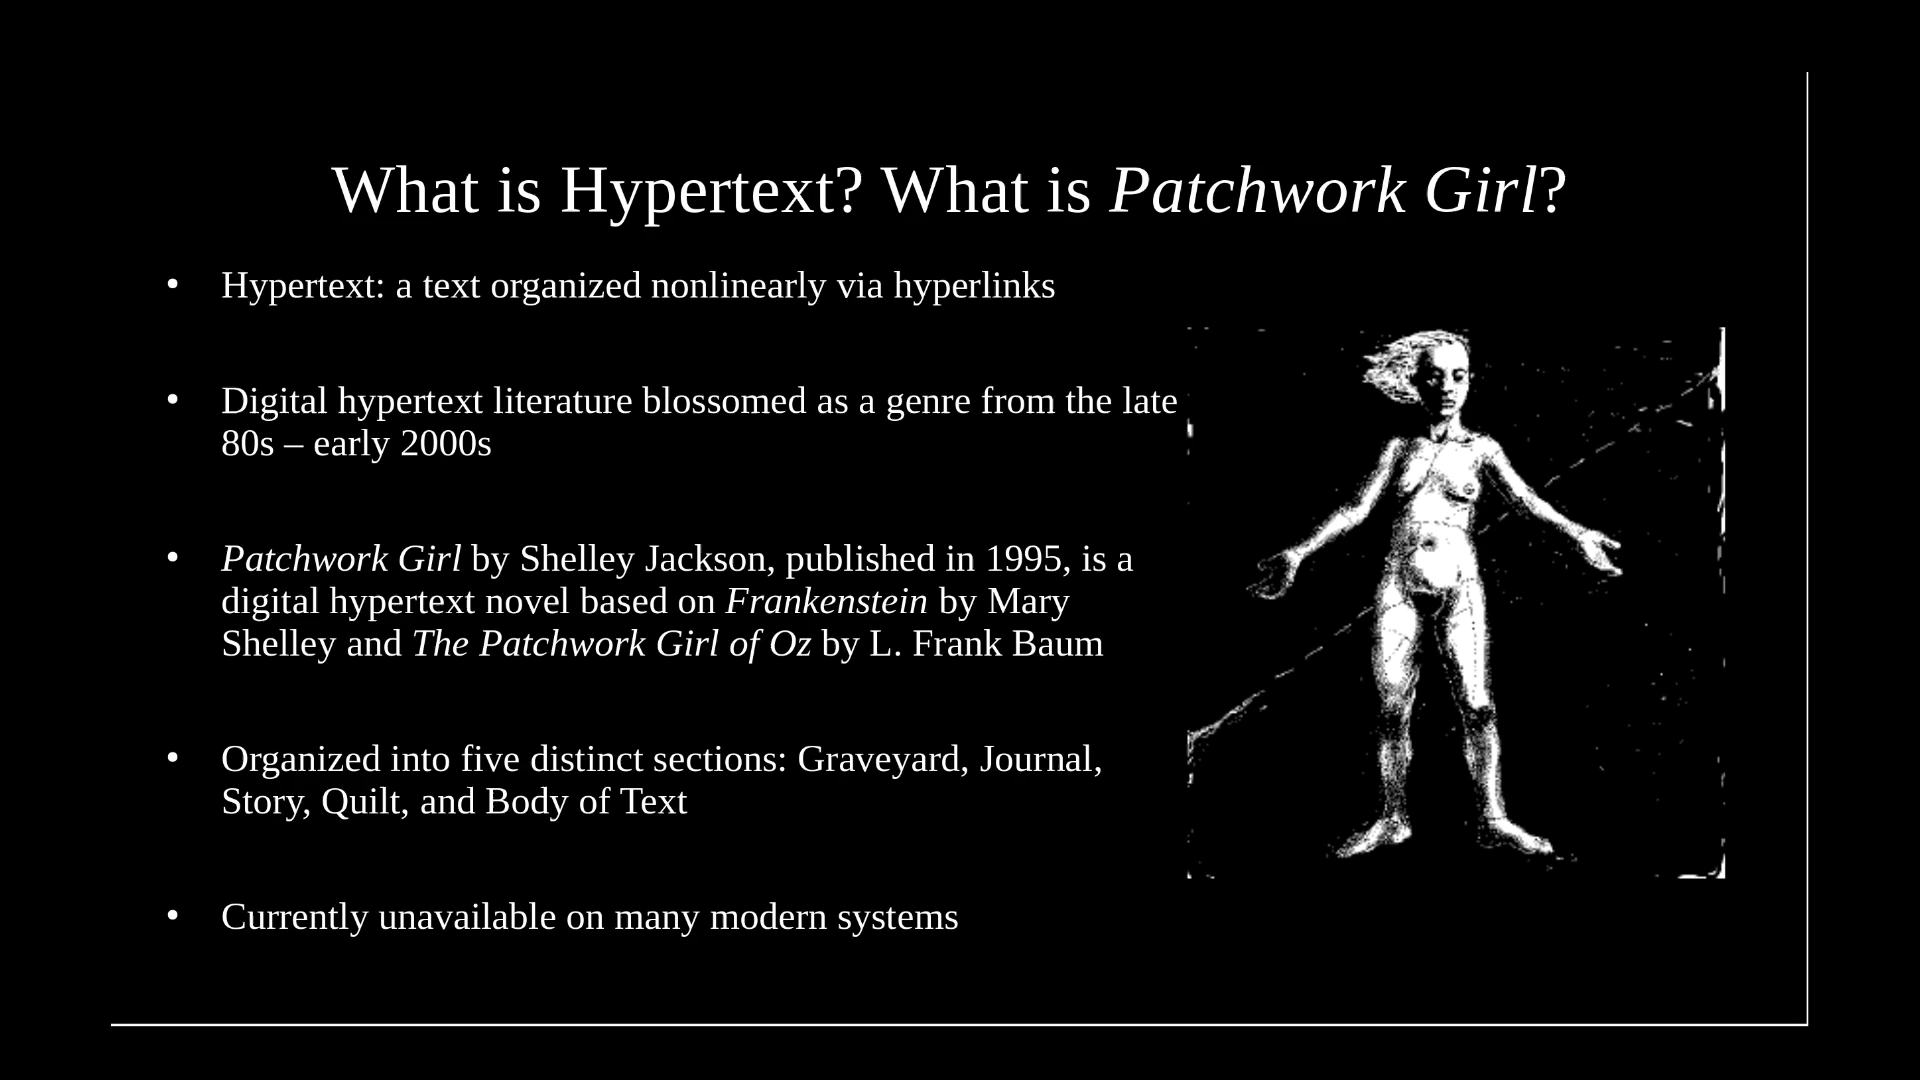 What is Hypertext? What is Patchwork Girl?
• Hypertext: a text organized nonlinearly via hyperlinks
• Digital hypertext literature blossomed as a genre from the late
80s – early 2000s
• Patchwork Girl by Shelley Jackson, published in 1995, is a
digital hypertext novel based on Frankenstein by Mary
Shelley and The Patchwork Girl of Oz by L. Frank Baum
• Organized into five distinct sections: Graveyard, Journal,
Story, Quilt, and Body of Text
• Currently unavailable on many modern systems